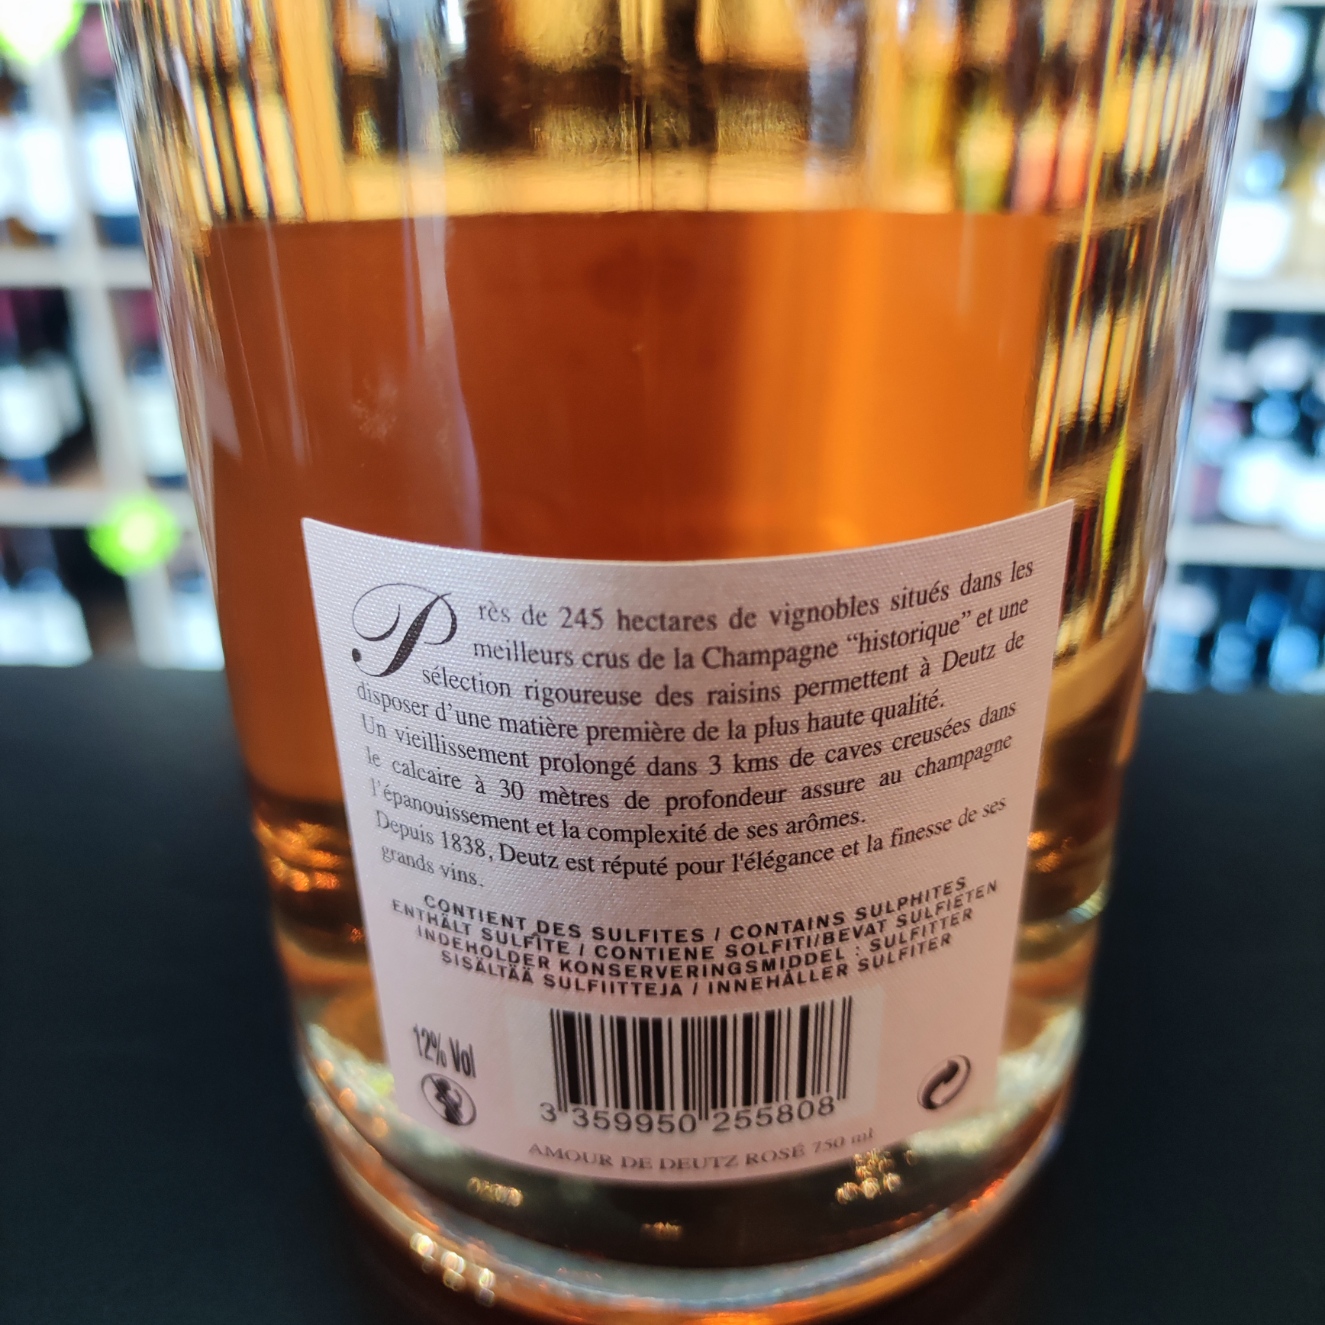 Près de 245 hectares de vignobles situés dans les
meilleurs crus de la Champagne “historique” et une
sélection rigoureuse des raisins permettent à Deutz de
disposer d’une matière première de la plus haute qualité.
Un vieillissement prolongé dans 3 kms de caves creusées dans
le calcaire à 30 mètres de profondeur assure au champagne
l’épanouissement et la complexité de ses arômes.
Depuis 1838, Deutz est réputé pour l'élégance et la finesse de ses
grands vins.
CONTIENT DES SULFITES / CONTAINS SULPHITES
ENTHÄLT SULFITE / CONTIENE SOLFITI/BEVAT SULFIETEN
INDEHOLDER KONSERVERINGSMIDDEL : SULFITTER
SISÄLTÄÄ SULFIITTEJA / INNEHÅLLER SULFITER
12% Vol
3 359950 255808
AMOUR DE DEUTZ ROSÉ 750 ml